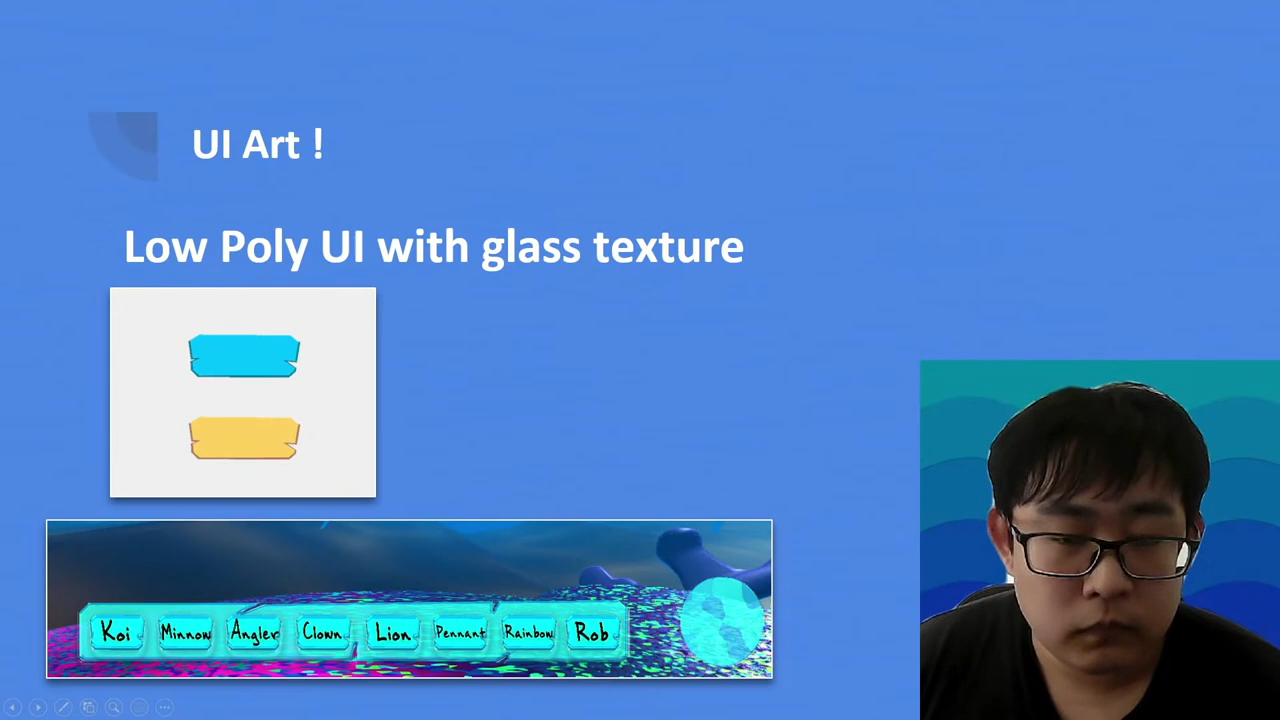 UI Art !
Low Poly UI with glass texture
Koi Minnow Angler Clown Lion Pennant Rainbow Rob